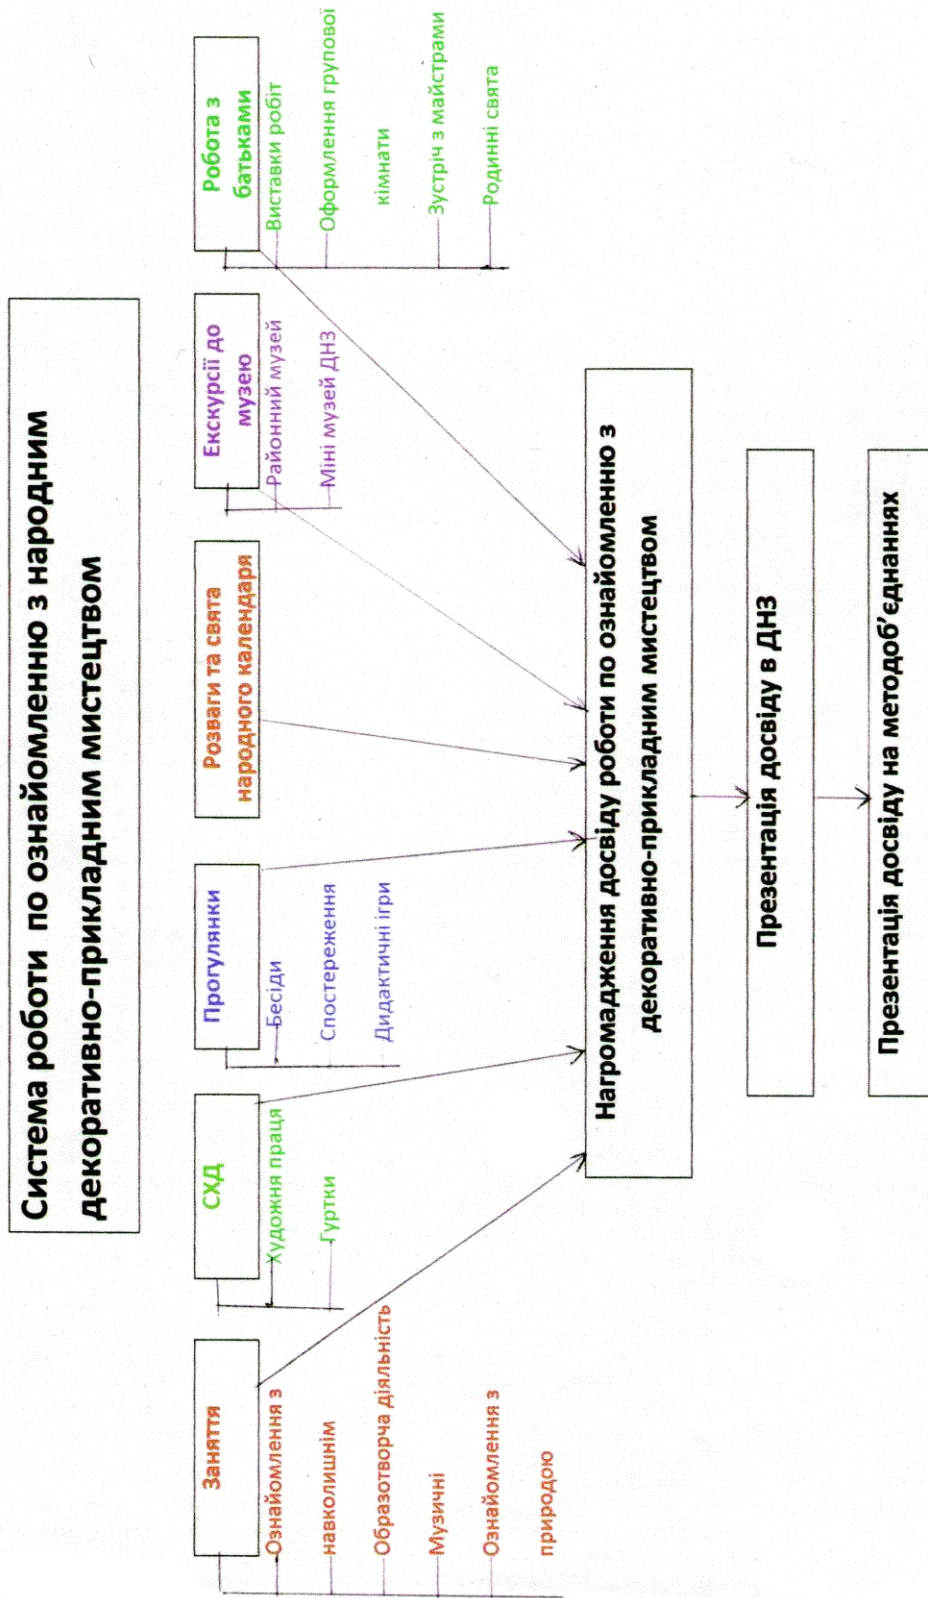 Система роботи по ознайомленню з народним
декоративно-прикладним мистецтвом
Заняття
Ознайомлення з
навколишнім
Образотворча діяльність
Музичні
Ознайомлення з
природою
СХД
Художня праця
Гуртки
Прогулянки
Бесіди
Спостереження
Дидактичні ігри
Розваги та свята
народного календаря
Екскурсії до
музею
Районний музей
Міні музей ДНЗ
Робота з
батьками
Виставки робіт
Оформлення групової
кімнати
Зустріч з майстрами
Родинні свята
Нагромадження досвіду роботи по ознайомленню з
декоративно-прикладним мистецтвом
Презентація досвіду в ДНЗ
Презентація досвіду на методоб’єднаннях